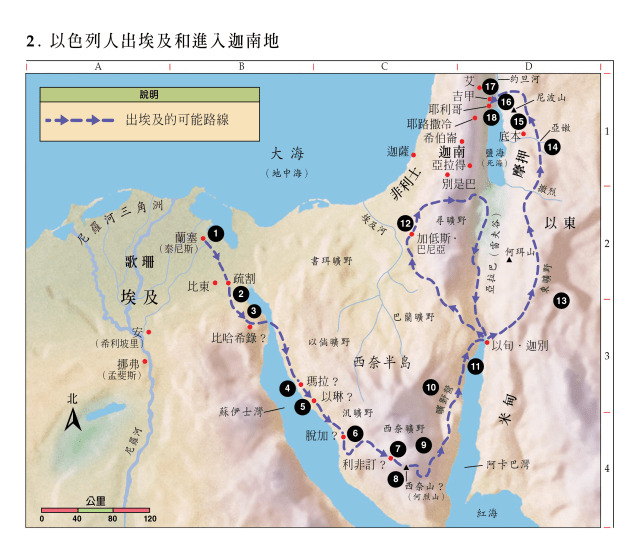 2. 以色列人出埃及和進入迦南地
A
B
C
D
說明
出埃及的可能路線
1
2
3
4
艾
17
約旦河
吉甲
16
尼波山
耶利哥
18
15
耶路撒冷
底本
亞嫩
14
希伯崙
迦薩
迦南
鹽海
(死海)
摩押
亞拉得
別是巴
非利士
撒烈
大海
(地中海)
尼羅河三角洲
1
蘭塞
(泰尼斯)
歌珊
埃及
比東
疏割
2
3
比哈希錄?
安
(希利坡里)
挪弗
(孟斐斯)
北
尼羅河
公里
0
40
80
120
埃及河
12
加低斯·
巴尼亞
尋曠野
亞拉巴(當大谷)
何珥山
以東
東曠野
13
書珥曠野
巴蘭曠野
以倘曠野
西奈半島
以旬·迦別
11
10
曠野營
米甸
4
瑪拉?
5
以琳?
蘇伊士灣
汎曠野
脫加?
6
西奈曠野
7
9
利非訂?
8
西奈山?
(何烈山)
阿卡巴灣
紅海